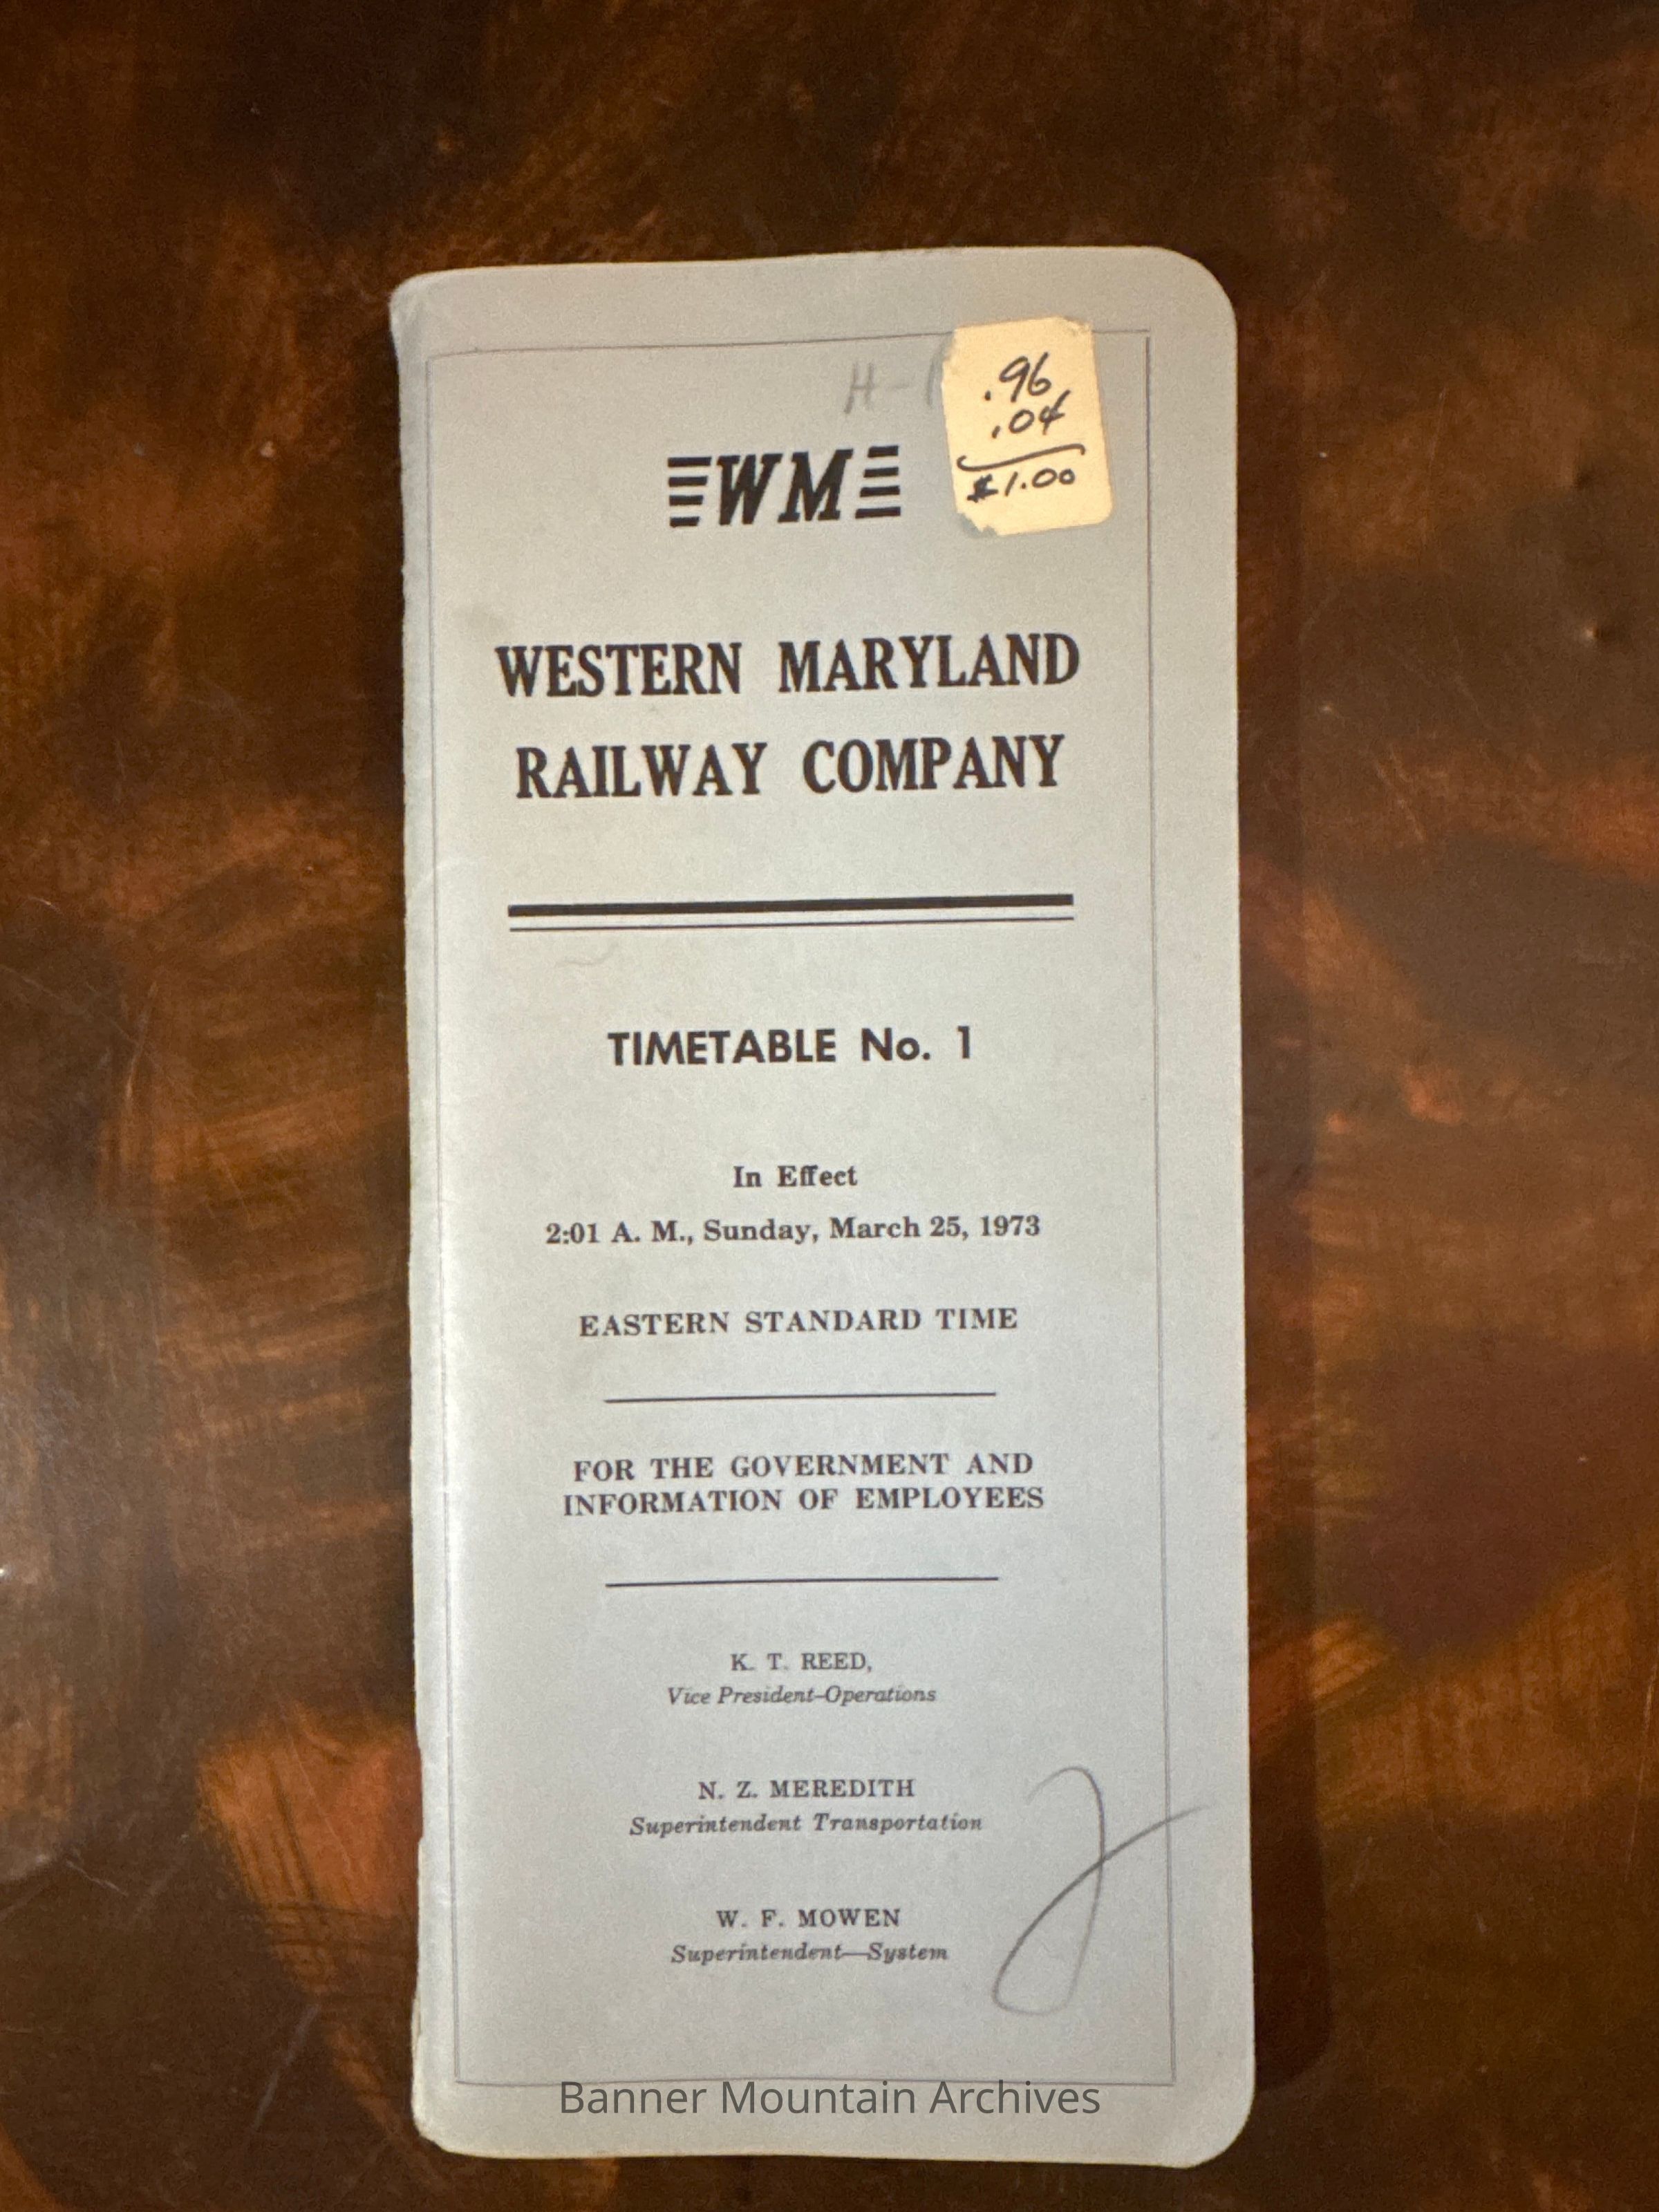 H-1
.96
.04
$1.00
WM
WESTERN MARYLAND
RAILWAY COMPANY
TIMETABLE No. 1
In Effect
2:01 A. M., Sunday, March 25, 1973
EASTERN STANDARD TIME
FOR THE GOVERNMENT AND
INFORMATION OF EMPLOYEES
K. T. REED,
Vice President-Operations
N. Z. MEREDITH
Superintendent Transportation
W. F. MOWEN
Superintendent—System
Banner Mountain Archives